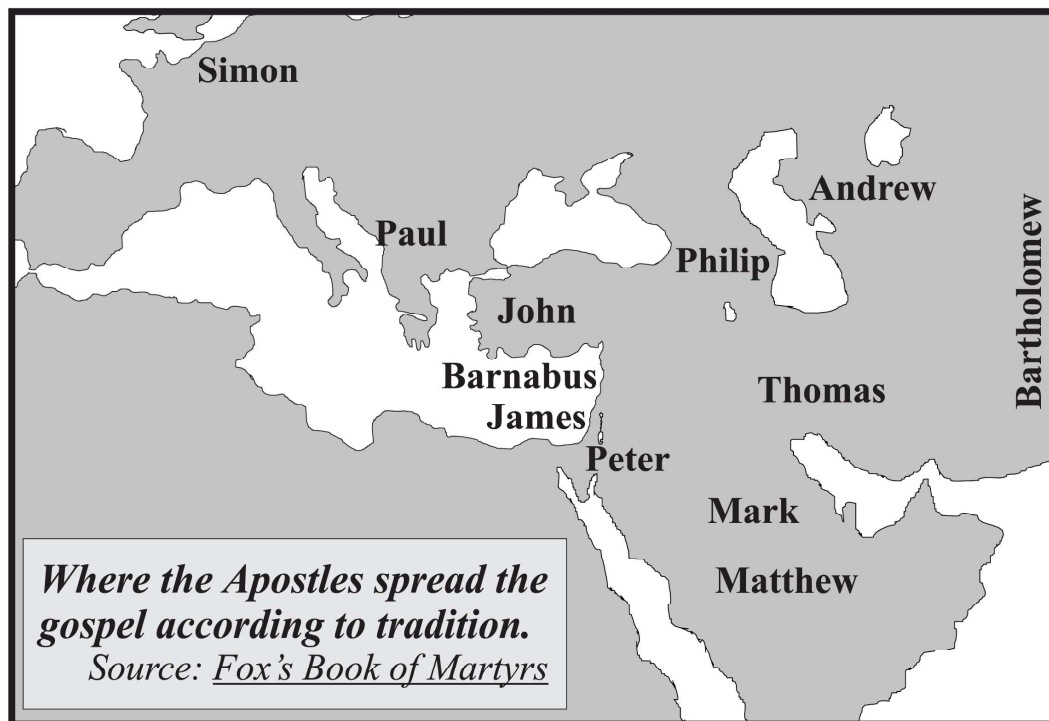 Simon
Andrew
Paul
Philip
Bartholomew
John
Barnabus
Thomas
James
Peter
Mark
Matthew
Where the Apostles spread the
gospel according to tradition.
Source: Fox's Book of Martyrs